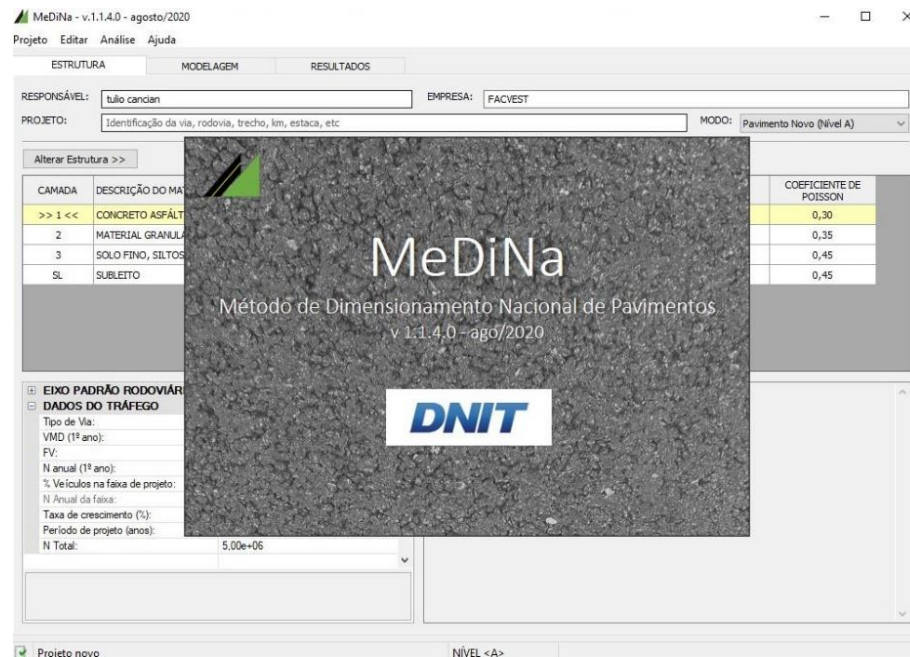 MeDiNa - v.1.1.4.0 - agosto/2020
Projeto Editar Análise Ajuda
ESTRUTURA MODELAGEM RESULTADOS
RESPONSÁVEL: tulio cancian EMPRESA: FACVEST
PROJETO: Identificação da via, rodovia, trecho, km, estaca, etc MODO: Pavimento Novo (Nível A)
Alterar Estrutura >>
CAMADA DESCRIÇÃO DO COEFICIENTE DE POISSON
>> 1 << CONCRETO 0,30
2 MATERIAL 0,35
3 SOLO FINO, 0,45
SL SUBLEITO 0,45
MeDiNa
Método de Dimensionamento Nacional de Pavimentos
v 1.1.4.0 - ago/2020
DNIT
EIXO PADRÃO
DADOS DO TRÁFEGO
Tipo de Via:
VMD (1º ano):
FV:
N anual (1º ano):
% Veículos na faixa de projeto:
N Anual da faixa:
Taxa de crescimento (%):
Período de projeto (anos):
N Total: 5,00e+06
Projeto novo NÍVEL <A>